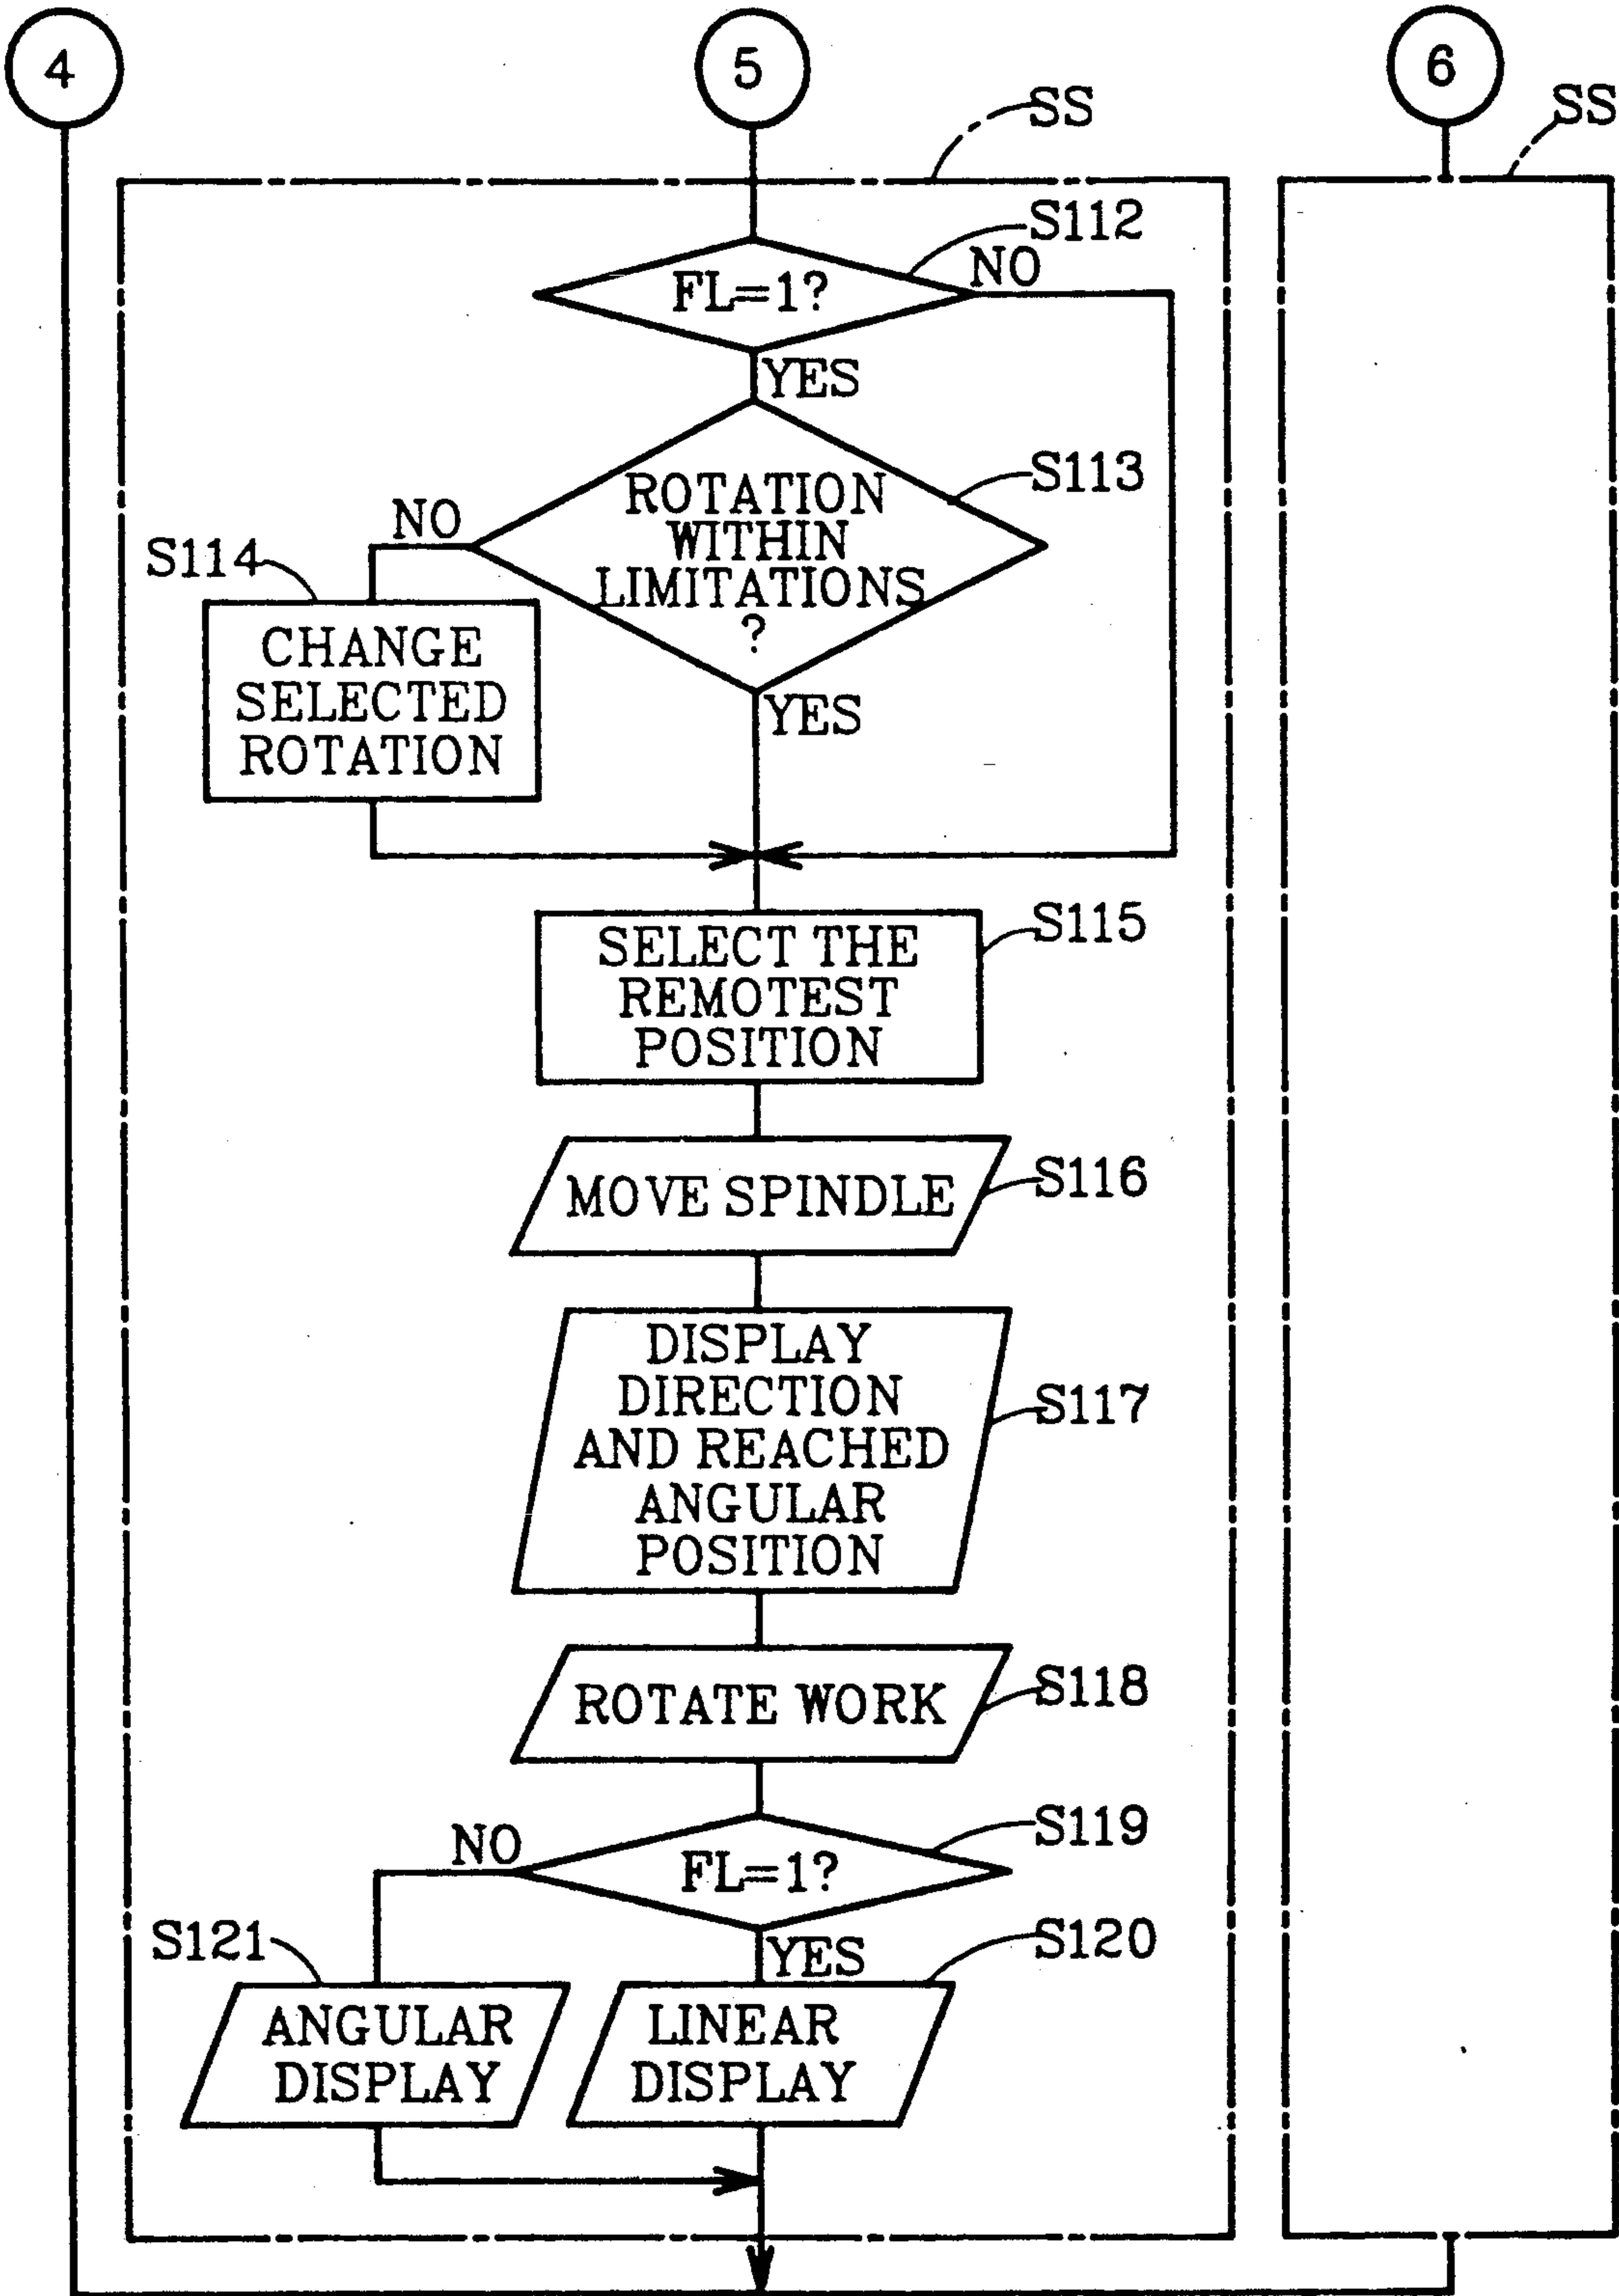 4
5
6
SS
SS
S112
FL=1?
NO
YES
S113
ROTATION
WITHIN
LIMITATIONS
?
NO
S114
CHANGE
SELECTED
ROTATION
YES
S115
SELECT THE
REMOTEST
POSITION
MOVE SPINDLE
S116
DISPLAY
DIRECTION
AND REACHED
ANGULAR
POSITION
S117
ROTATE WORK
S118
S119
NO
FL=1?
S121
YES
S120
ANGULAR
DISPLAY
LINEAR
DISPLAY